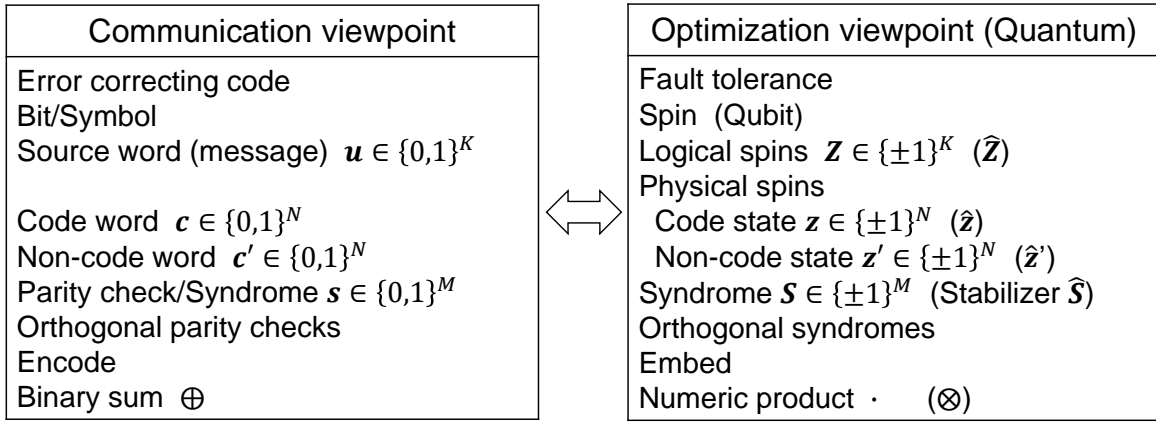 Communication viewpoint
Error correcting code
Bit/Symbol
Source word (message) 𝒖 ∈ {0,1}ᴷ
Code word 𝒄 ∈ {0,1}ᴺ
Non-code word 𝒄′ ∈ {0,1}ᴺ
Parity check/Syndrome 𝒔 ∈ {0,1}ᴹ
Orthogonal parity checks
Encode
Binary sum ⊕
Optimization viewpoint (Quantum)
Fault tolerance
Spin (Qubit)
Logical spins 𝒁 ∈ {±1}ᴷ (𝒁̂)
Physical spins
Code state 𝒛 ∈ {±1}ᴺ (𝒛̂)
Non-code state 𝒛′ ∈ {±1}ᴺ (𝒛̂')
Syndrome 𝑺 ∈ {±1}ᴹ (Stabilizer 𝑺̂)
Orthogonal syndromes
Embed
Numeric product · (⊗)